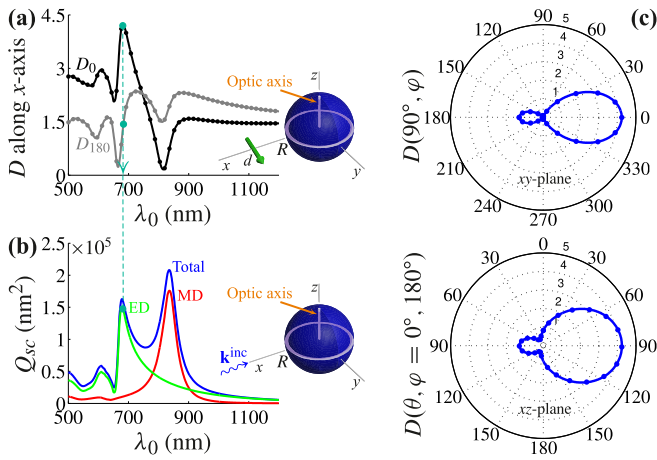 (a)
D along x-axis
4.5
3
1.5
0
D₀
D₁₈₀
500 700 900 1100
λ₀ (nm)
z
Optic axis
x
d
R
y
(b)
Q_sc (nm²)
×10⁵
2.5
2
1.5
1
0.5
0
Total
ED
MD
500 700 900 1100
λ₀ (nm)
z
Optic axis
k^inc
x
R
y
(c)
D(90°, φ)
90
120 60
150 30
180 0
210 330
240 300
270
5
4
3
2
1
xy-plane
D(θ, φ = 0°, 180°)
0
60 60
30 30
90 90
120 120
150 150
180
5
4
3
2
1
xz-plane